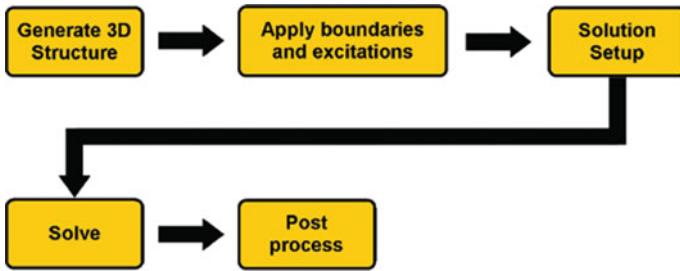 Generate 3D
Structure
Apply boundaries
and excitations
Solution
Setup
Solve
Post
process